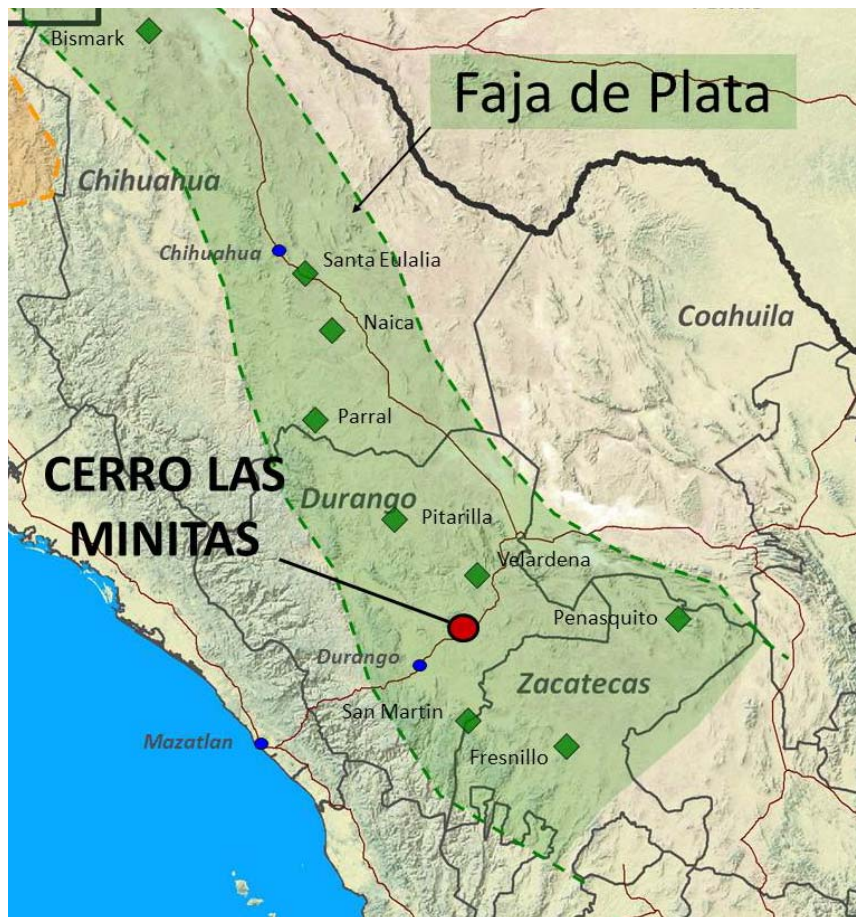 Bismark
Faja de Plata
Chihuahua
Chihuahua
Santa Eulalia
Naica
Coahuila
Parral
CERRO LAS
MINITAS
Durango
Pitarilla
Velardena
Penasquito
Durango
Zacatecas
San Martin
Mazatlan
Fresnillo